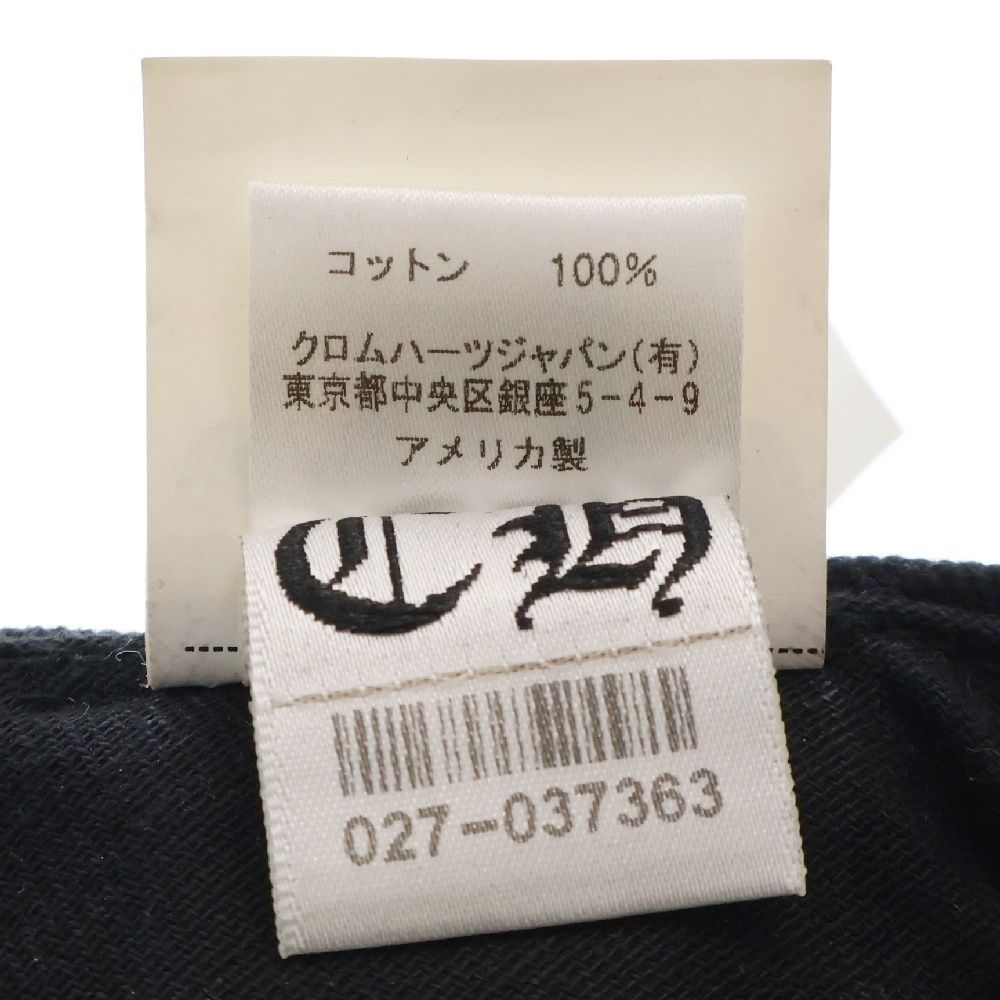 コットン 100%
クロムハーツジャパン(有)
東京都中央区銀座5-4-9
アメリカ製
CH
027-037363